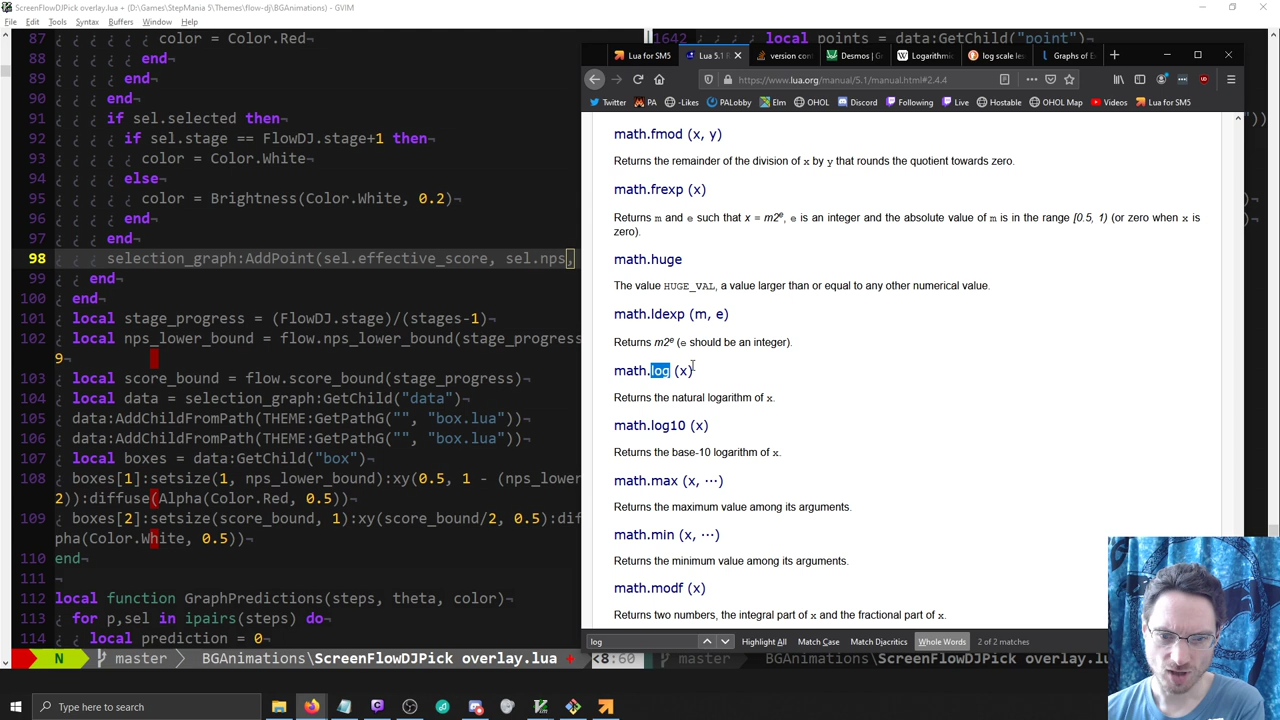 ScreenFlowDJPick overlay.lua + (D:\Games\StepMania 5\Themes\flow-dj\BGAnimations) - GVIM
File Edit Tools Syntax Buffers Window Help
87 color = Color.Red¬
88 end¬
89 end¬
90 end¬
91 if sel.selected then¬
92 if sel.stage == FlowDJ.stage+1 then¬
93 color = Color.White¬
94 else¬
95 color = Brightness(Color.White, 0.2)¬
96 end¬
97 end¬
98 selection_graph:AddPoint(sel.effective_score, sel.nps,
99 end¬
100 end¬
101 local stage_progress = (FlowDJ.stage)/(stages-1)¬
102 local nps_lower_bound = flow.nps_lower_bound(stage_progress
9¬
103 local score_bound = flow.score_bound(stage_progress)¬
104 local data = selection_graph:GetChild("data")¬
105 data:AddChildFromPath(THEME:GetPathG("", "box.lua"))¬
106 data:AddChildFromPath(THEME:GetPathG("", "box.lua"))¬
107 local boxes = data:GetChild("box")¬
108 boxes[1]:setsize(1, nps_lower_bound):xy(0.5, 1 - (nps_lowe
2)):diffuse(Alpha(Color.Red, 0.5))¬
109 boxes[2]:setsize(score_bound, 1):xy(score_bound/2, 0.5):dif
pha(Color.White, 0.5))¬
110 end¬
111 ¬
112 local function GraphPredictions(steps, theta, color)¬
113 for p,sel in ipairs(steps) do¬
114 local prediction = 0¬
N master BGAnimations\ScreenFlowDJPick overlay.lua + <8:60 master BGAnimations\ScreenFlowDJPick overlay.lu
1642 local points = data:GetChild("point")
Lua for SM5 Lua 5.1 version con Desmos | G Logarithmic log scale le Graphs of E
https://www.lua.org/manual/5.1/manual.html#2.4.4
Twitter PA -Likes PALobby Elm OHOL Discord Following Live Hostable OHOL Map Videos Lua for SM5
math.fmod (x, y)
Returns the remainder of the division of x by y that rounds the quotient towards zero.
math.frexp (x)
Returns m and e such that x = m2e, e is an integer and the absolute value of m is in the range [0.5, 1) (or zero when x is
zero).
math.huge
The value HUGE_VAL, a value larger than or equal to any other numerical value.
math.ldexp (m, e)
Returns m2e (e should be an integer).
math.log (x)
Returns the natural logarithm of x.
math.log10 (x)
Returns the base-10 logarithm of x.
math.max (x, ···)
Returns the maximum value among its arguments.
math.min (x, ···)
Returns the minimum value among its arguments.
math.modf (x)
Returns two numbers, the integral part of x and the fractional part of x.
log Highlight All Match Case Match Diacritics Whole Words 2 of 2 matches
Type here to search